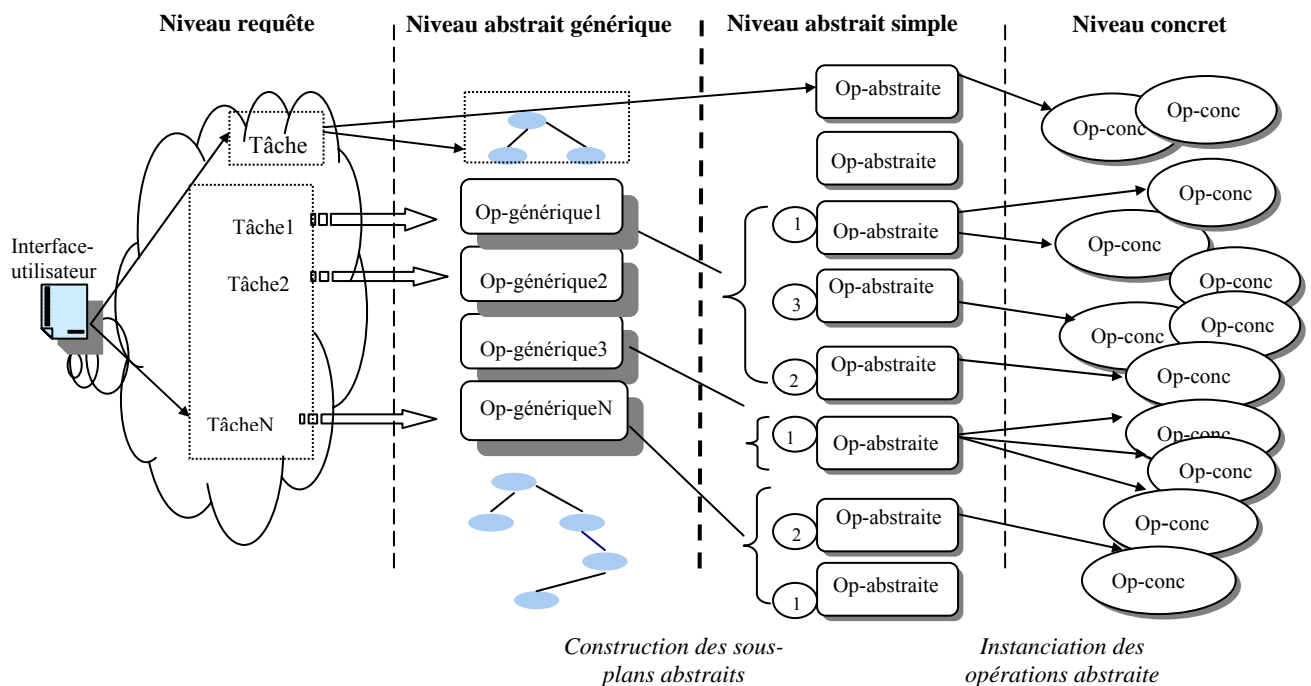 Niveau requête
Niveau abstrait générique
Niveau abstrait simple
Niveau concret
Interface-
utilisateur
Tâche
Tâche1
Tâche2
TâcheN
Op-générique1
Op-générique2
Op-générique3
Op-génériqueN
Op-abstraite
Op-abstraite
1
Op-abstraite
3
Op-abstraite
2
Op-abstraite
1
Op-abstraite
2
Op-abstraite
1
Op-abstraite
Op-conc
Op-conc
Op-conc
Op-conc
Op-conc
Op-conc
Op-conc
Op-conc
Op-conc
Op-conc
Op-conc
Op-conc
Op-conc
Construction des sous-
plans abstraits
Instanciation des
opérations abstraite